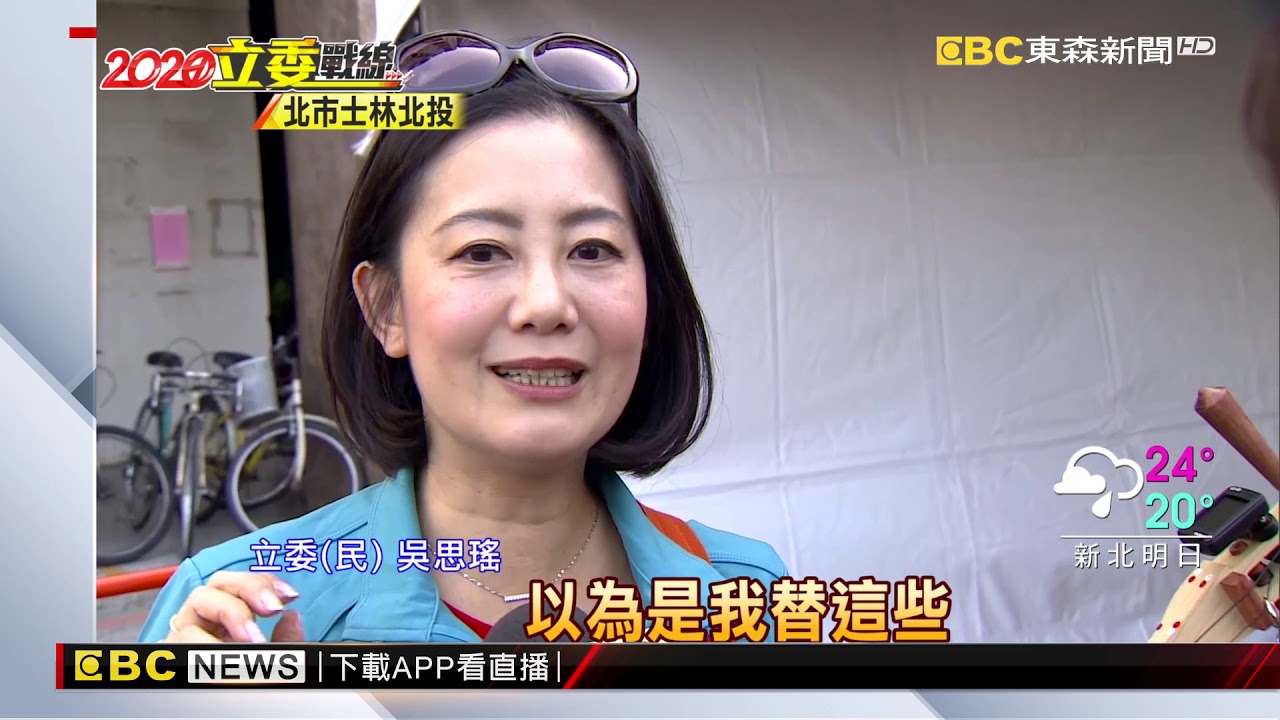 2020立委戰線
北市士林北投
EBC東森新聞HD
24°
20°
新北明日
立委(民) 吳思瑤
以為是我替這些
EBC NEWS 下載APP看直播